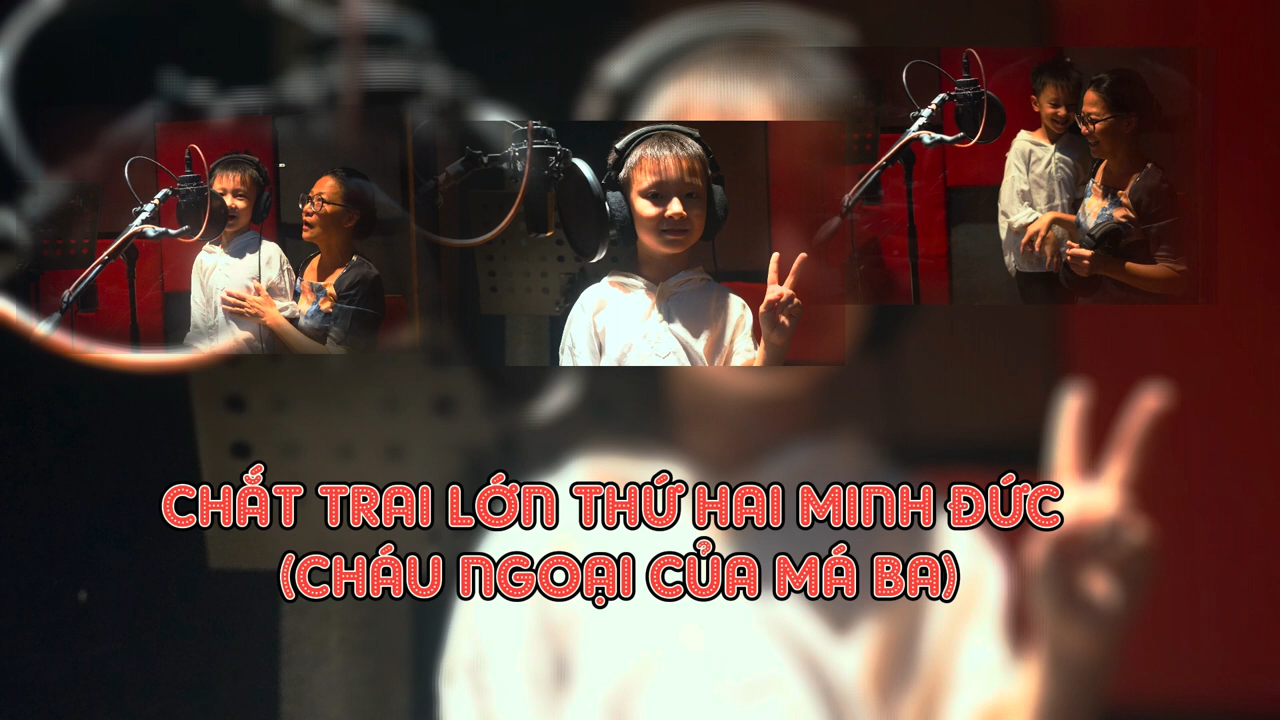 CHẮT TRAI LỚN THỨ HAI MINH ĐỨC
(CHÁU NGOẠI CỦA MÁ BA)